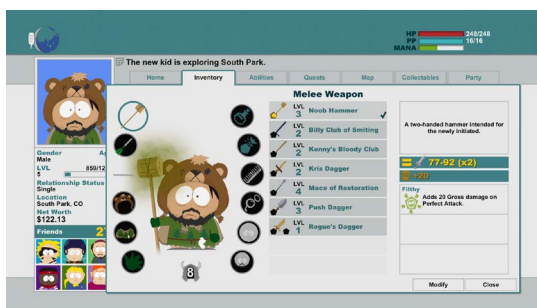 HP 248/248
PP 16/16
MANA
The new kid is exploring South Park.
Home Inventory Abilities Quests Map Collectables Party
Melee Weapon
LVL 3 Noob Hammer
LVL 2 Billy Club of Smiting
LVL 2 Kenny's Bloody Club
LVL 2 Kris Dagger
LVL 4 Mace of Restoration
LVL 3 Push Dagger
LVL 1 Rogue's Dagger
A two-handed hammer intended for
the newly initiated.
77-92 (x2)
+20
Filthy
Adds 20 Gross damage on
Perfect Attack.
Gender
Male
LVL 859/12
5
Relationship Status
Single
Location
South Park, CO
Net Worth
$122.13
Friends 2
8
Modify Close